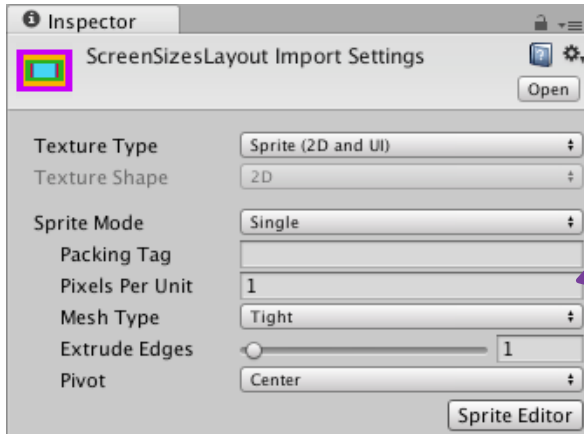 Inspector
ScreenSizesLayout Import Settings
Open
Texture Type Sprite (2D and UI)
Texture Shape 2D
Sprite Mode Single
Packing Tag
Pixels Per Unit 1
Mesh Type Tight
Extrude Edges 1
Pivot Center
Sprite Editor